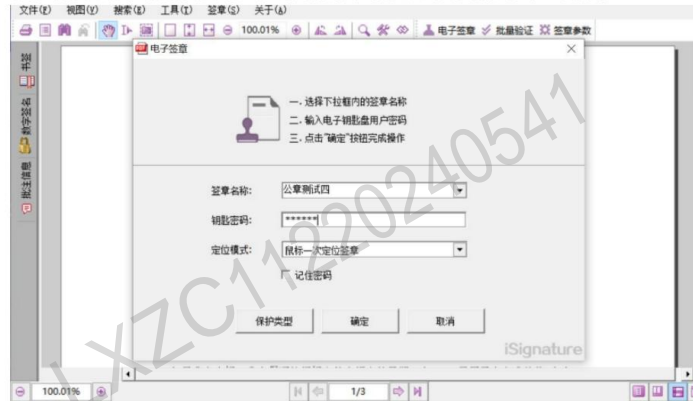 文件(F) 视图(V) 搜索(E) 工具(T) 签章(S) 关于(A)
100.01% 电子签章 批量验证 签章参数
书签
数字签名
批注信息
电子签章
一. 选择下拉框内的签章名称
二. 输入电子钥匙盘用户密码
三. 点击"确定"按钮完成操作
签章名称: 公章测试四
钥匙密码: ******
定位模式: 鼠标一次定位签章
记住密码
保护类型 确定 取消
iSignature
100.01% 1/3
LXZC11220240541